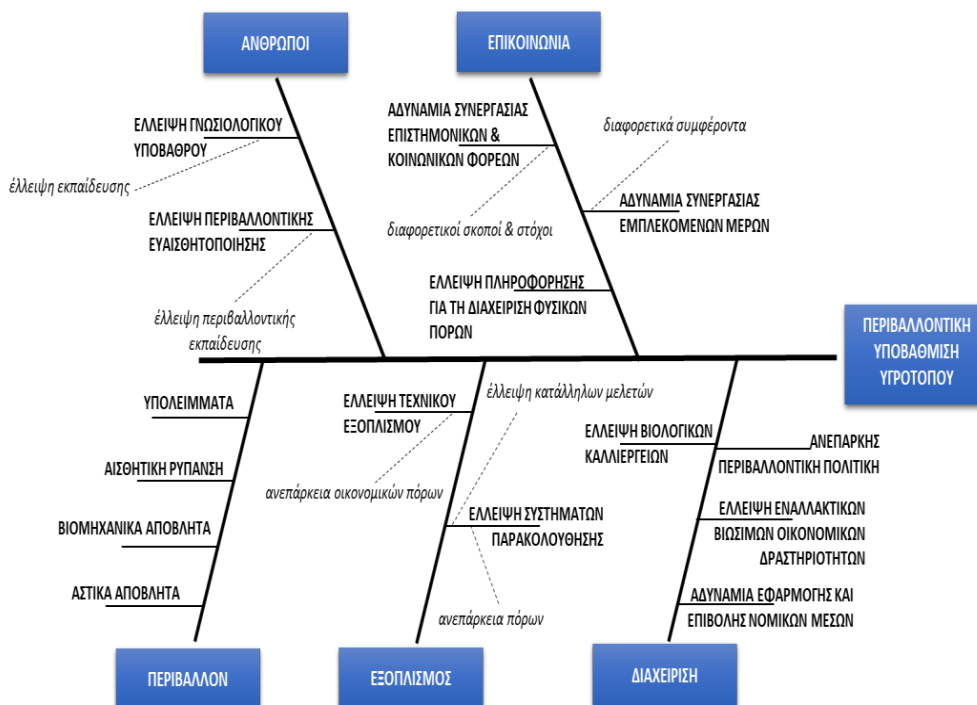 ΑΝΘΡΩΠΟΙ
ΕΠΙΚΟΙΝΩΝΙΑ
ΕΛΛΕΙΨΗ ΓΝΩΣΙΟΛΟΓΙΚΟΥ
ΥΠΟΒΑΘΡΟΥ
έλλειψη εκπαίδευσης
ΕΛΛΕΙΨΗ ΠΕΡΙΒΑΛΛΟΝΤΙΚΗΣ
ΕΥΑΙΣΘΗΤΟΠΟΙΗΣΗΣ
έλλειψη περιβαλλοντικής
εκπαίδευσης
ΑΔΥΝΑΜΙΑ ΣΥΝΕΡΓΑΣΙΑΣ
ΕΠΙΣΤΗΜΟΝΙΚΩΝ &
ΚΟΙΝΩΝΙΚΩΝ ΦΟΡΕΩΝ
διαφορετικοί σκοποί & στόχοι
διαφορετικά συμφέροντα
ΑΔΥΝΑΜΙΑ ΣΥΝΕΡΓΑΣΙΑΣ
ΕΜΠΛΕΚΟΜΕΝΩΝ ΜΕΡΩΝ
ΕΛΛΕΙΨΗ ΠΛΗΡΟΦΟΡΗΣΗΣ
ΓΙΑ ΤΗ ΔΙΑΧΕΙΡΙΣΗ ΦΥΣΙΚΩΝ
ΠΟΡΩΝ
ΠΕΡΙΒΑΛΛΟΝΤΙΚΗ
ΥΠΟΒΑΘΜΙΣΗ
ΥΓΡΟΤΟΠΟΥ
ΥΠΟΛΕΙΜΜΑΤΑ
ΑΙΣΘΗΤΙΚΗ ΡΥΠΑΝΣΗ
ΒΙΟΜΗΧΑΝΙΚΑ ΑΠΟΒΛΗΤΑ
ΑΣΤΙΚΑ ΑΠΟΒΛΗΤΑ
ΕΛΛΕΙΨΗ ΤΕΧΝΙΚΟΥ
ΕΞΟΠΛΙΣΜΟΥ
ανεπάρκεια οικονομικών πόρων
έλλειψη κατάλληλων μελετών
ΕΛΛΕΙΨΗ ΣΥΣΤΗΜΑΤΩΝ
ΠΑΡΑΚΟΛΟΥΘΗΣΗΣ
ανεπάρκεια πόρων
ΕΛΛΕΙΨΗ ΒΙΟΛΟΓΙΚΩΝ
ΚΑΛΛΙΕΡΓΕΙΩΝ
ΑΝΕΠΑΡΚΗΣ
ΠΕΡΙΒΑΛΛΟΝΤΙΚΗ ΠΟΛΙΤΙΚΗ
ΕΛΛΕΙΨΗ ΕΝΑΛΛΑΚΤΙΚΩΝ
ΒΙΩΣΙΜΩΝ ΟΙΚΟΝΟΜΙΚΩΝ
ΔΡΑΣΤΗΡΙΟΤΗΤΩΝ
ΑΔΥΝΑΜΙΑ ΕΦΑΡΜΟΓΗΣ ΚΑΙ
ΕΠΙΒΟΛΗΣ ΝΟΜΙΚΩΝ ΜΕΣΩΝ
ΠΕΡΙΒΑΛΛΟΝ
ΕΞΟΠΛΙΣΜΟΣ
ΔΙΑΧΕΙΡΙΣΗ